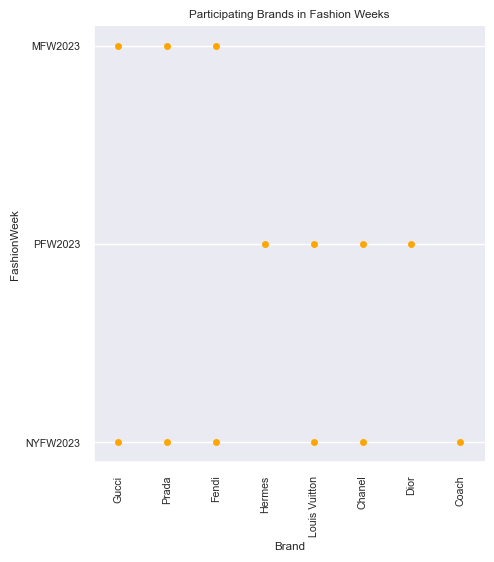 Participating Brands in Fashion Weeks
MFW2023
PFW2023
NYFW2023
FashionWeek
Gucci
Prada
Fendi
Hermes
Louis Vuitton
Chanel
Dior
Coach
Brand